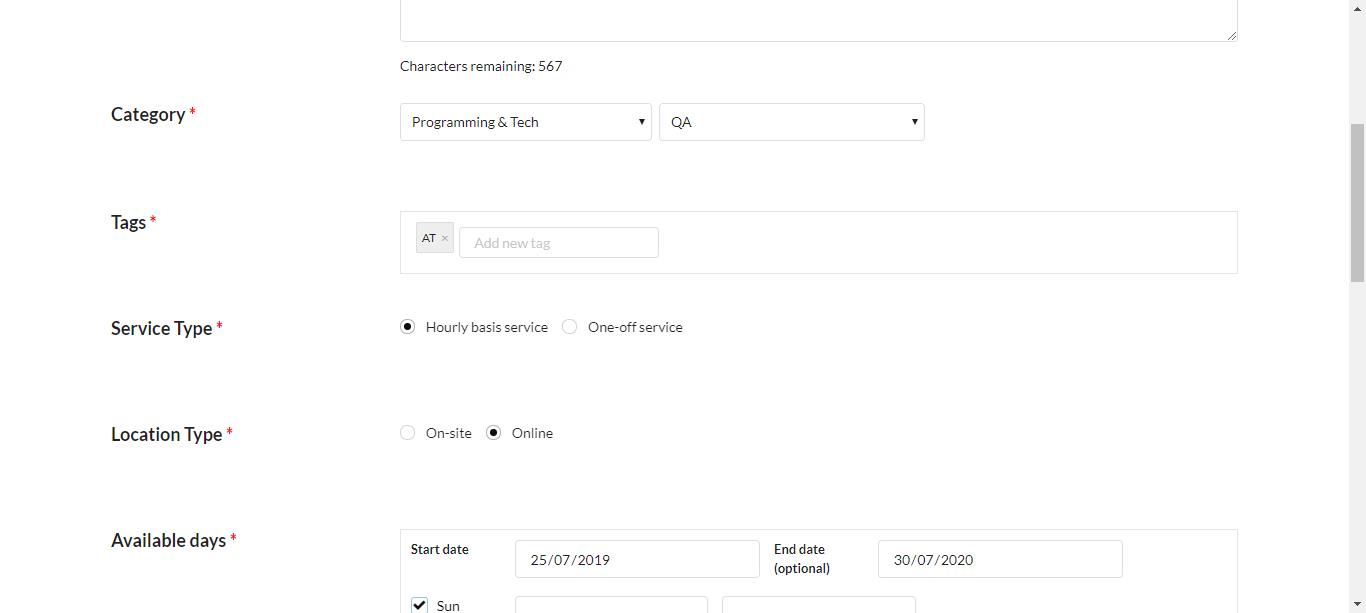 Characters remaining: 567
Category *
Programming & Tech
QA
Tags *
AT ×
Add new tag
Service Type *
Hourly basis service
One-off service
Location Type *
On-site
Online
Available days *
Start date
25/07/2019
End date
(optional)
30/07/2020
Sun